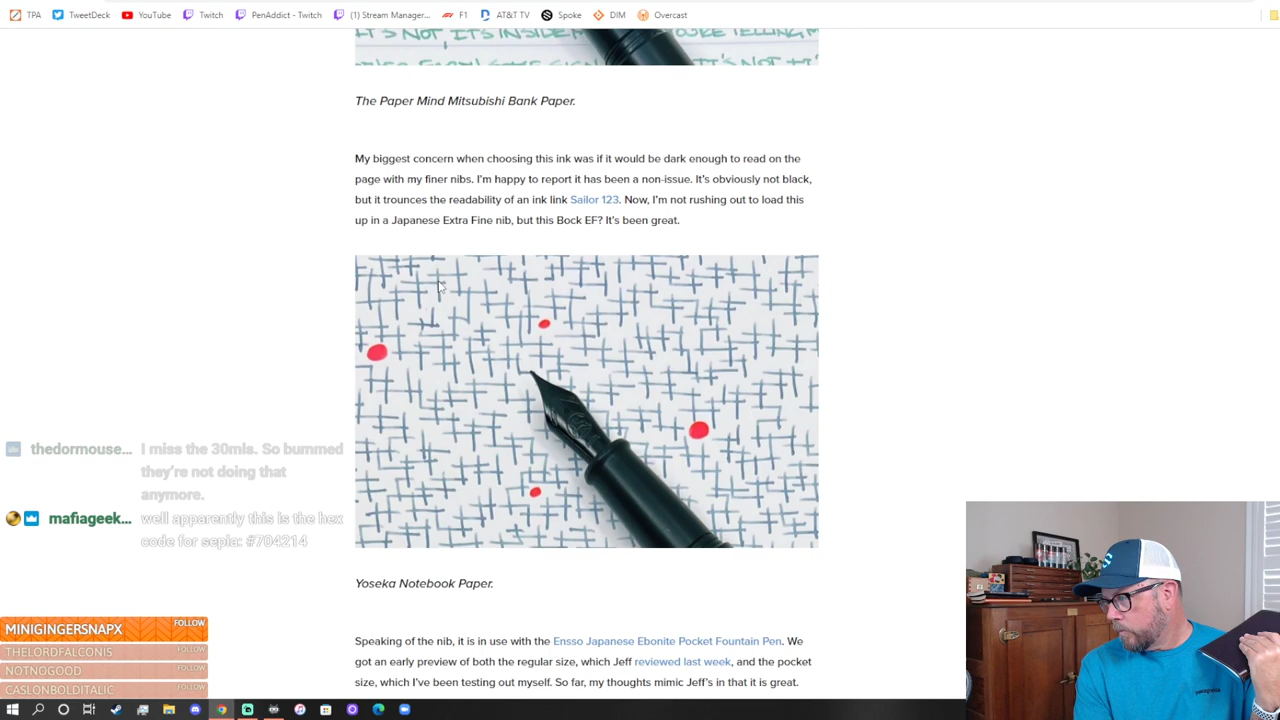 TPA TweetDeck YouTube Twitch PenAddict - Twitch (1) Stream Manager... F1 AT&T TV Spoke DIM Overcast
The Paper Mind Mitsubishi Bank Paper.
My biggest concern when choosing this ink was if it would be dark enough to read on the
page with my finer nibs. I'm happy to report it has been a non-issue. It's obviously not black,
but it trounces the readability of an ink link Sailor 123. Now, I'm not rushing out to load this
up in a Japanese Extra Fine nib, but this Bock EF? It's been great.
thedormouse... I miss the 30mls. So bummed
they're not doing that
anymore.
mafiageek... well apparently this is the hex
code for sepia: #704214
Yoseka Notebook Paper.
MINIGINGERSNAPX FOLLOW
THELORDFALCONIS FOLLOW
NOTNOGOOD FOLLOW
CASLONBOLDITALIC FOLLOW
Speaking of the nib, it is in use with the Ensso Japanese Ebonite Pocket Fountain Pen. We
got an early preview of both the regular size, which Jeff reviewed last week, and the pocket
size, which I've been testing out myself. So far, my thoughts mimic Jeff's in that it is great.
patagonia